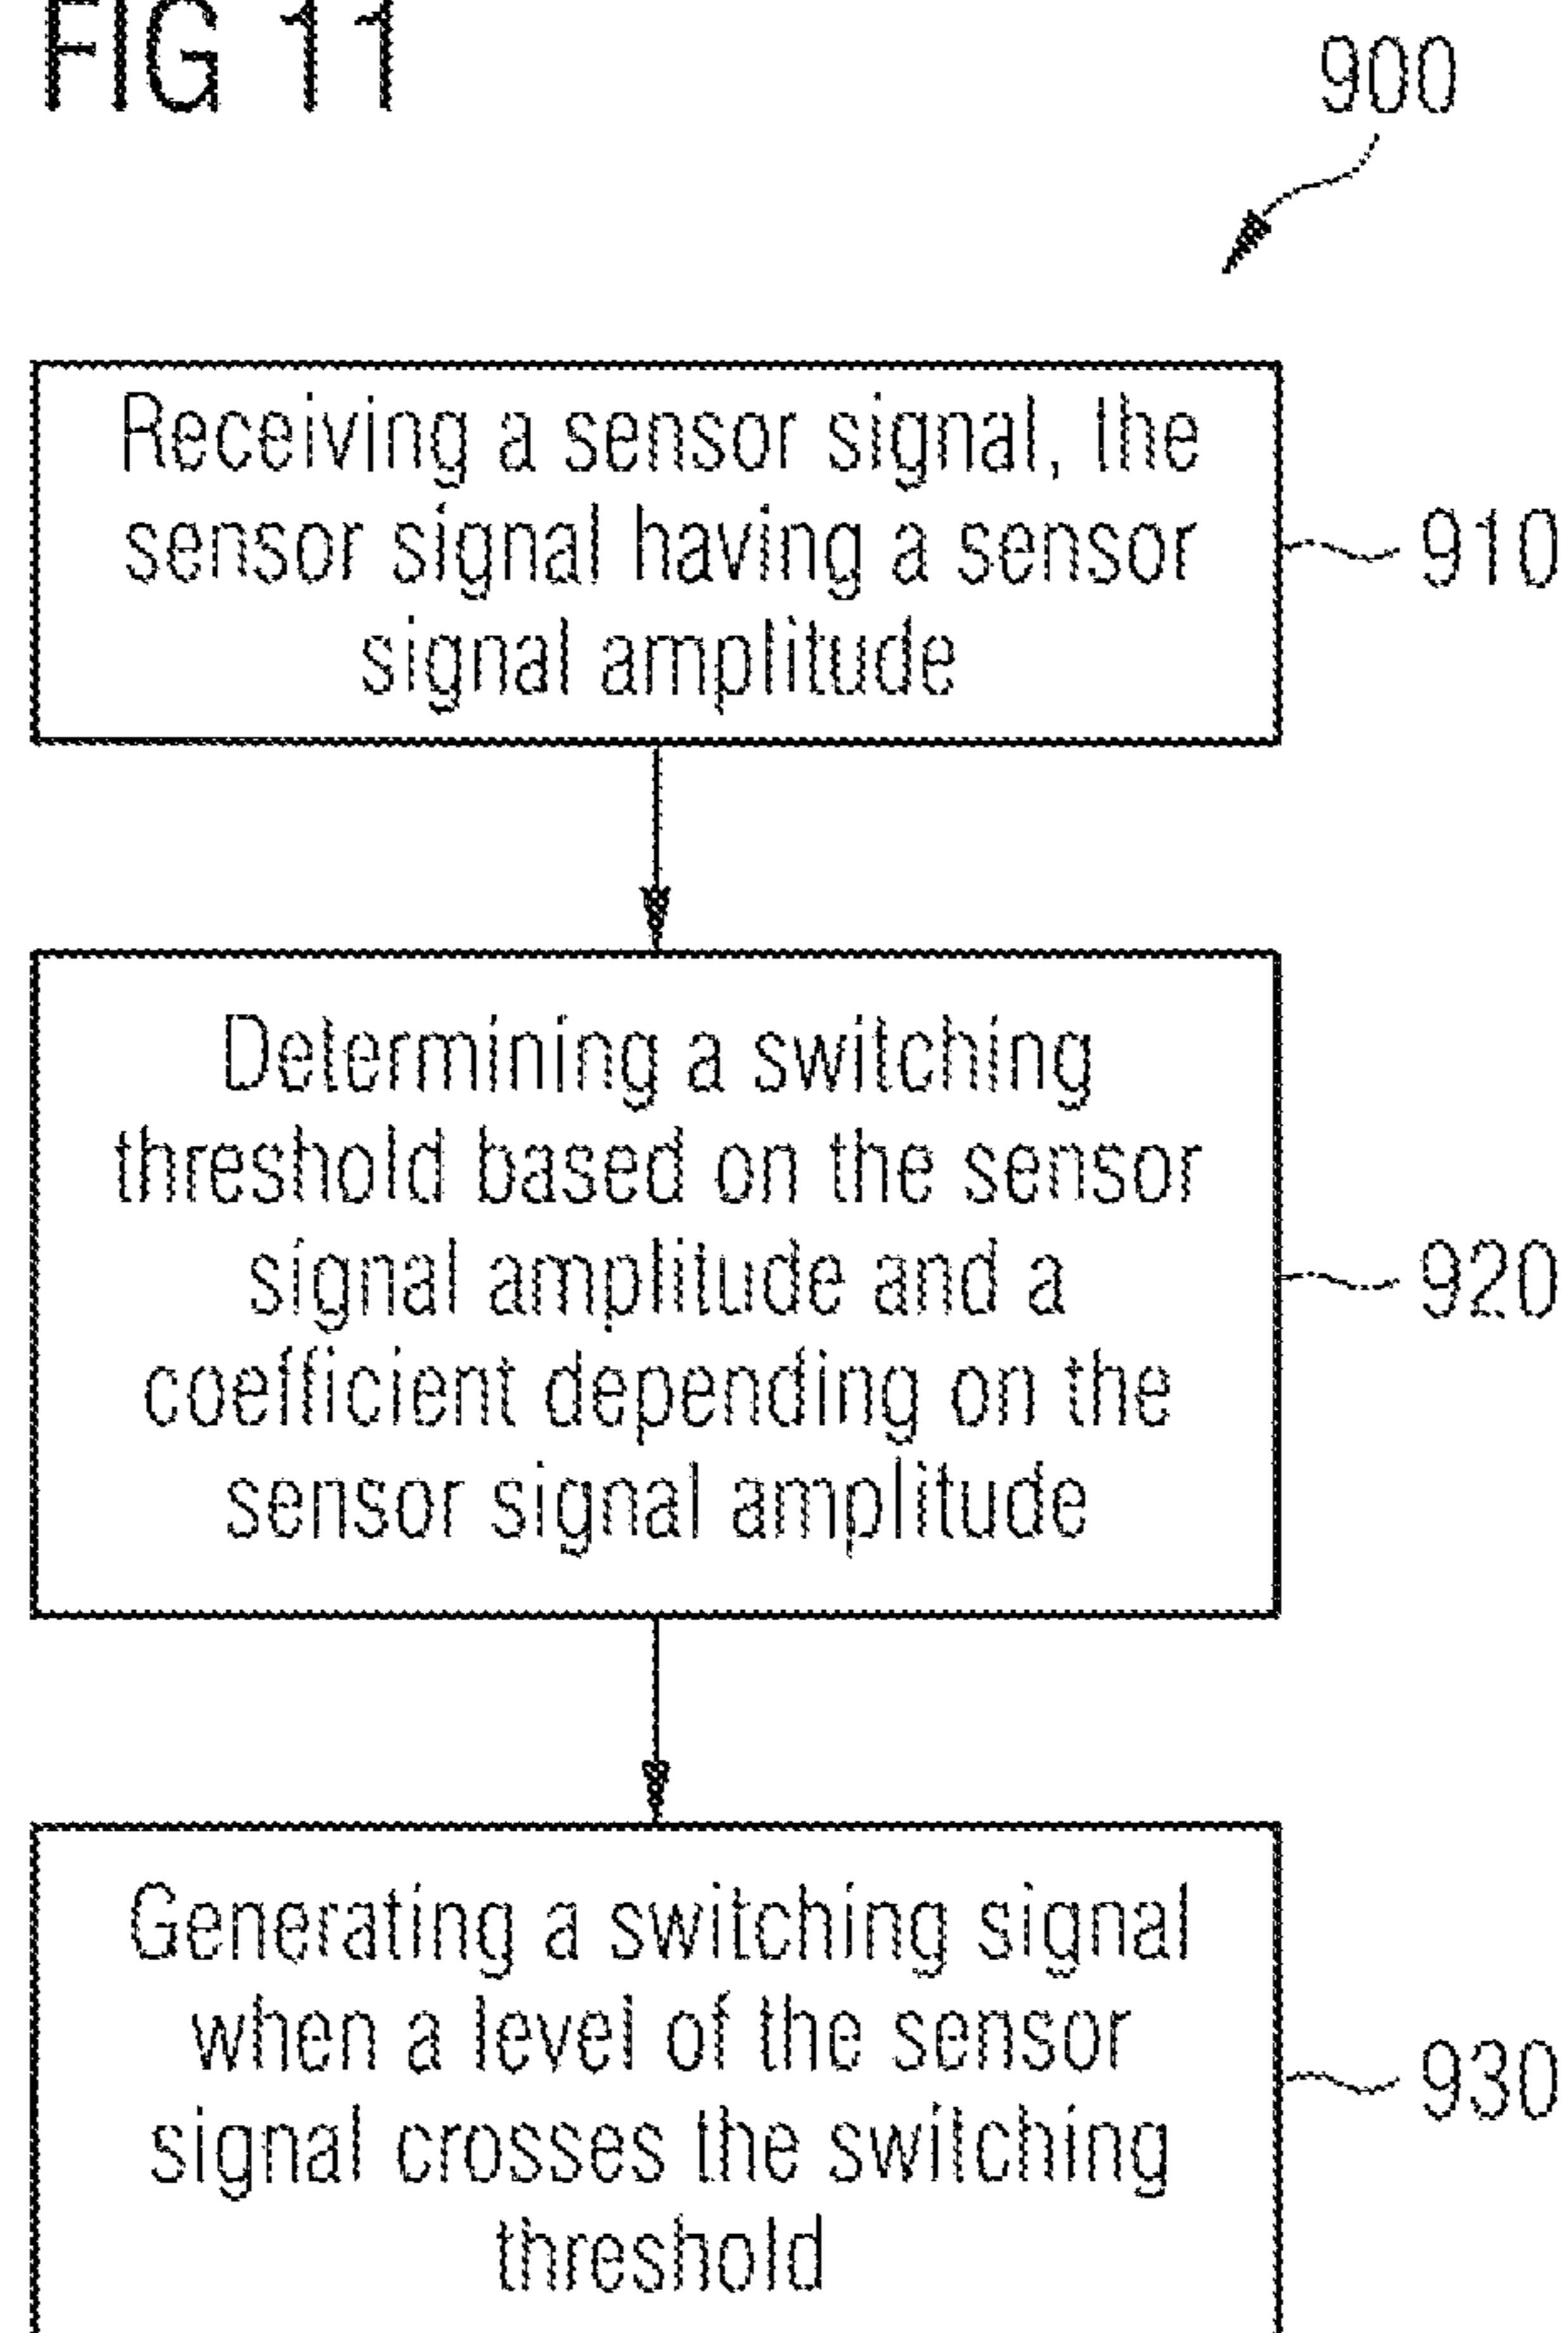 FIG 11
900
Receiving a sensor signal, the
sensor signal having a sensor
signal amplitude
910
Determining a switching
threshold based on the sensor
signal amplitude and a
coefficient depending on the
sensor signal amplitude
920
Generating a switching signal
when a level of the sensor
signal crosses the switching
threshold
930